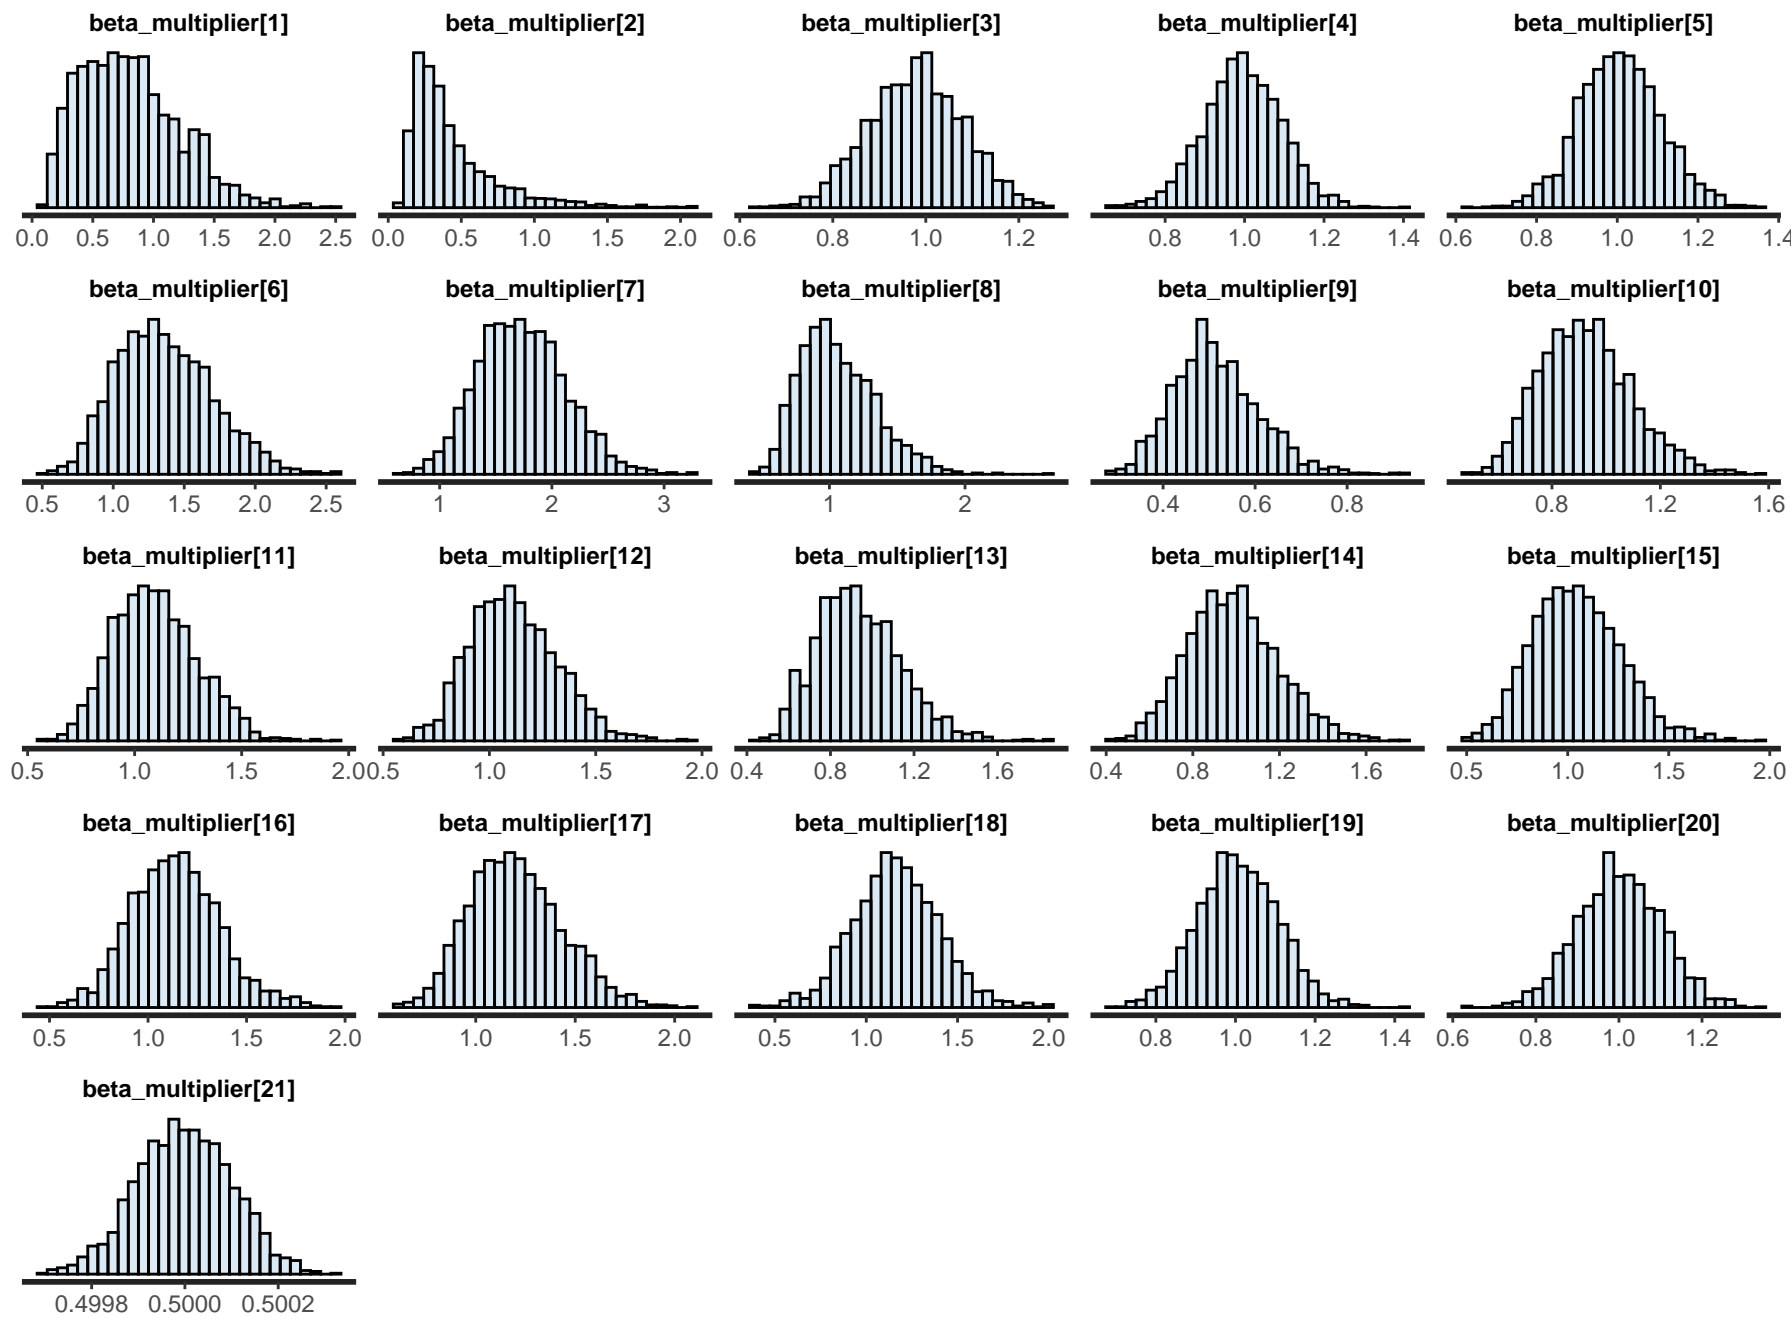 beta_multiplier[1] beta_multiplier[2] beta_multiplier[3] beta_multiplier[4] beta_multiplier[5]
0.0 0.5 1.0 1.5 2.0 2.5 0.0 0.5 1.0 1.5 2.0 0.6 0.8 1.0 1.2 0.8 1.0 1.2 1.4 0.6 0.8 1.0 1.2 1.4
beta_multiplier[6] beta_multiplier[7] beta_multiplier[8] beta_multiplier[9] beta_multiplier[10]
0.5 1.0 1.5 2.0 2.5 1 2 3 1 2 0.4 0.6 0.8 0.8 1.2 1.6
beta_multiplier[11] beta_multiplier[12] beta_multiplier[13] beta_multiplier[14] beta_multiplier[15]
0.5 1.0 1.5 2.0 0.5 1.0 1.5 2.0 0.4 0.8 1.2 1.6 0.4 0.8 1.2 1.6 0.5 1.0 1.5 2.0
beta_multiplier[16] beta_multiplier[17] beta_multiplier[18] beta_multiplier[19] beta_multiplier[20]
0.5 1.0 1.5 2.0 1.0 1.5 2.0 0.5 1.0 1.5 2.0 0.8 1.0 1.2 1.4 0.6 0.8 1.0 1.2
beta_multiplier[21]
0.4998 0.5000 0.5002